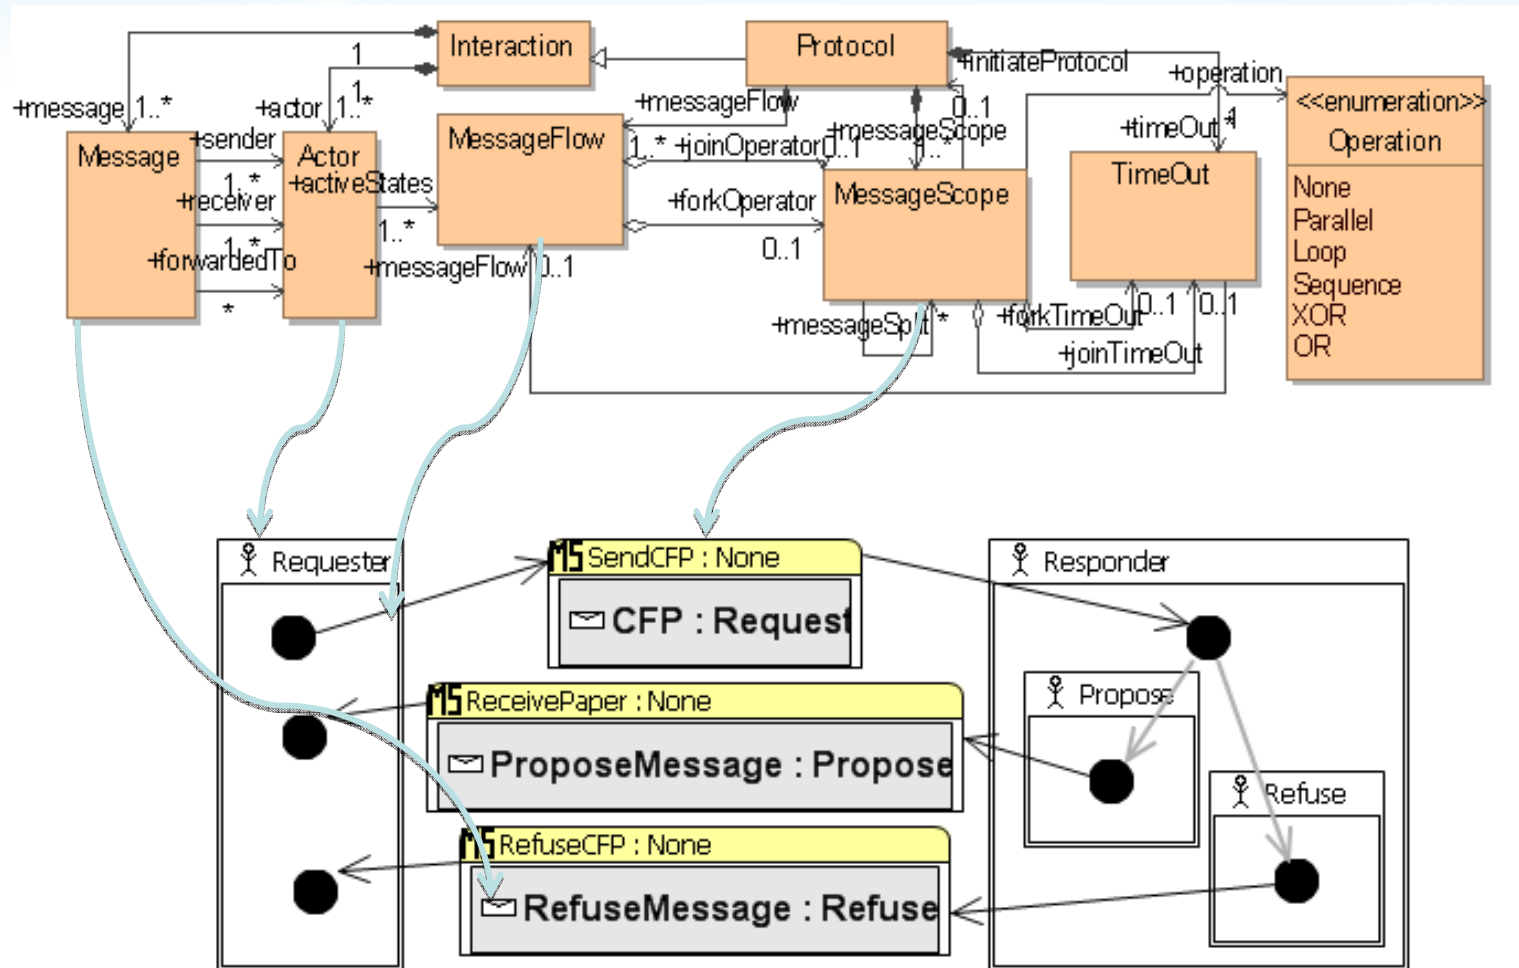 Interaction
Protocol
+initiateProtocol
1
+operation
+message
1..*
+actor
1..*
1
+messageFlow
0..1
<<enumeration>>
Operation
None
Parallel
Loop
Sequence
XOR
OR
Message
+sender
1..*
+receiver
1..*
+forwardedTo
*
Actor
+activeStates
1..*
MessageFlow
1..*
+joinOperator
0..1
+messageScope
1..*
+timeOut
*
1
TimeOut
+forkOperator
0..1
MessageScope
+messageFlow
0..1
+messageSplit
*
+forkTimeOut
0..1
0..1
+joinTimeOut
Requester
MS SendCFP : None
CFP : Request
Responder
MS ReceivePaper : None
ProposeMessage : Propose
Propose
MS RefuseCFP : None
RefuseMessage : Refuse
Refuse